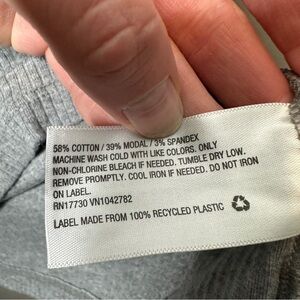 58% COTTON / 39% MODAL / 3% SPANDEX
MACHINE WASH COLD WITH LIKE COLORS. ONLY
NON-CHLORINE BLEACH IF NEEDED. TUMBLE DRY LOW.
REMOVE PROMPTLY. COOL IRON IF NEEDED. DO NOT IRON
ON LABEL.
RN17730 VN1042782
LABEL MADE FROM 100% RECYCLED PLASTIC